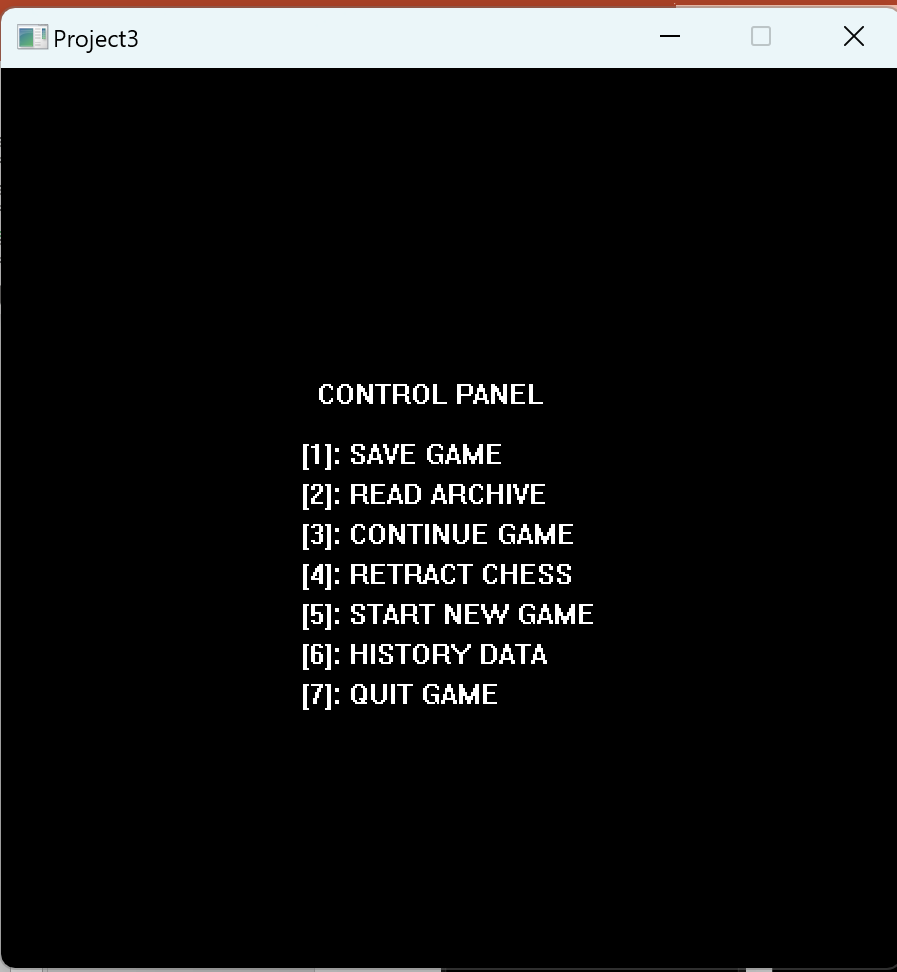 Project3
CONTROL PANEL
[1]: SAVE GAME
[2]: READ ARCHIVE
[3]: CONTINUE GAME
[4]: RETRACT CHESS
[5]: START NEW GAME
[6]: HISTORY DATA
[7]: QUIT GAME